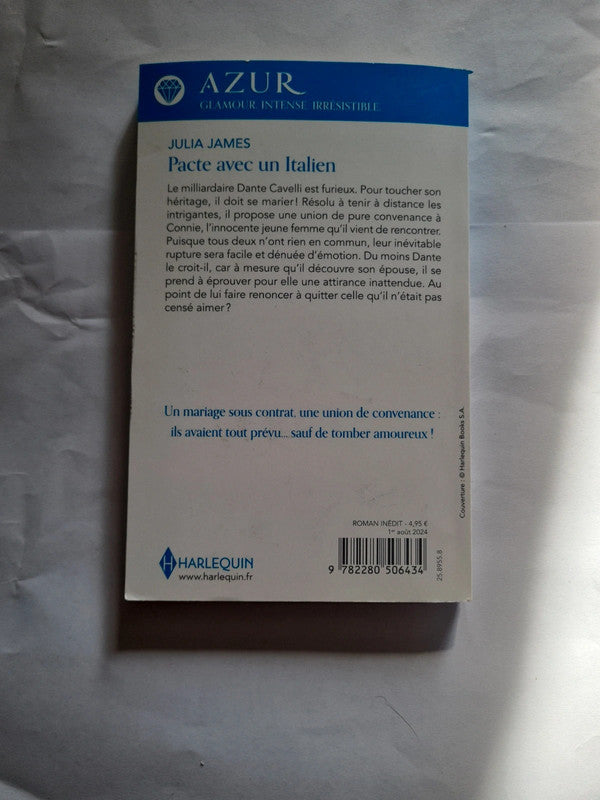 AZUR
GLAMOUR. INTENSE. IRRÉSISTIBLE.
JULIA JAMES
Pacte avec un Italien
Le milliardaire Dante Cavelli est furieux. Pour toucher son
héritage, il doit se marier ! Résolu à tenir à distance les
intrigantes, il propose une union de pure convenance à
Connie, l'innocente jeune femme qu'il vient de rencontrer.
Puisque tous deux n'ont rien en commun, leur inévitable
rupture sera facile et dénuée d'émotion. Du moins Dante
le croit-il, car à mesure qu'il découvre son épouse, il se
prend à éprouver pour elle une attirance inattendue. Au
point de lui faire renoncer à quitter celle qu'il n'était pas
censé aimer ?
Un mariage sous contrat, une union de convenance :
ils avaient tout prévu... sauf de tomber amoureux !
Couverture : © Harlequin Books S.A.
ROMAN INÉDIT - 4,95 €
1er août 2024
9 782280 506434
25.8955.8
HARLEQUIN
www.harlequin.fr